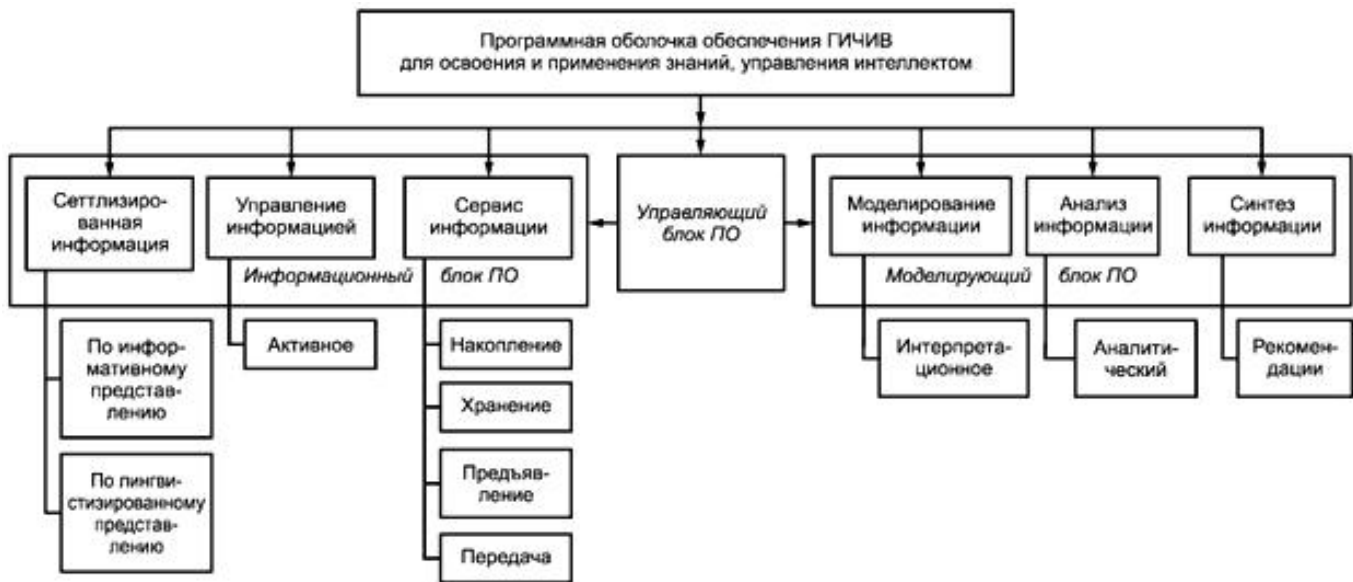 Программная оболочка обеспечения ГИЧИВ
для освоения и применения знаний, управления интеллектом
Сеттлизиро-
ванная
информация
Управление
информацией
Сервис
информации
Информационный блок ПО
Управляющий
блок ПО
Моделирование
информации
Анализ
информации
Синтез
информации
Моделирующий блок ПО
По инфор-
мативному
представ-
лению
По лингви-
стизированному
представ-
лению
Активное
Накопление
Хранение
Предъяв-
ление
Передача
Интерпрета-
ционное
Аналити-
ческий
Рекомен-
дации